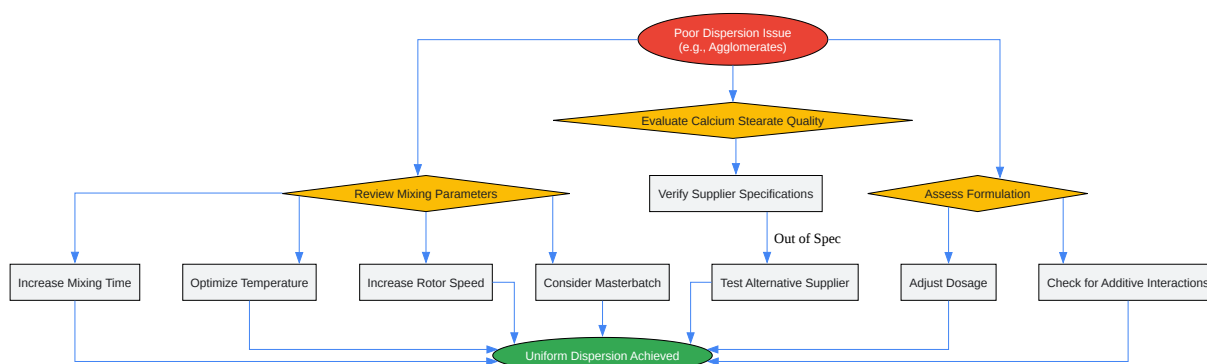 Poor Dispersion Issue
(e.g., Agglomerates)
Evaluate Calcium Stearate Quality
Review Mixing Parameters
Verify Supplier Specifications
Assess Formulation
Out of Spec
Increase Mixing Time
Optimize Temperature
Increase Rotor Speed
Consider Masterbatch
Test Alternative Supplier
Adjust Dosage
Check for Additive Interactions
Uniform Dispersion Achieved